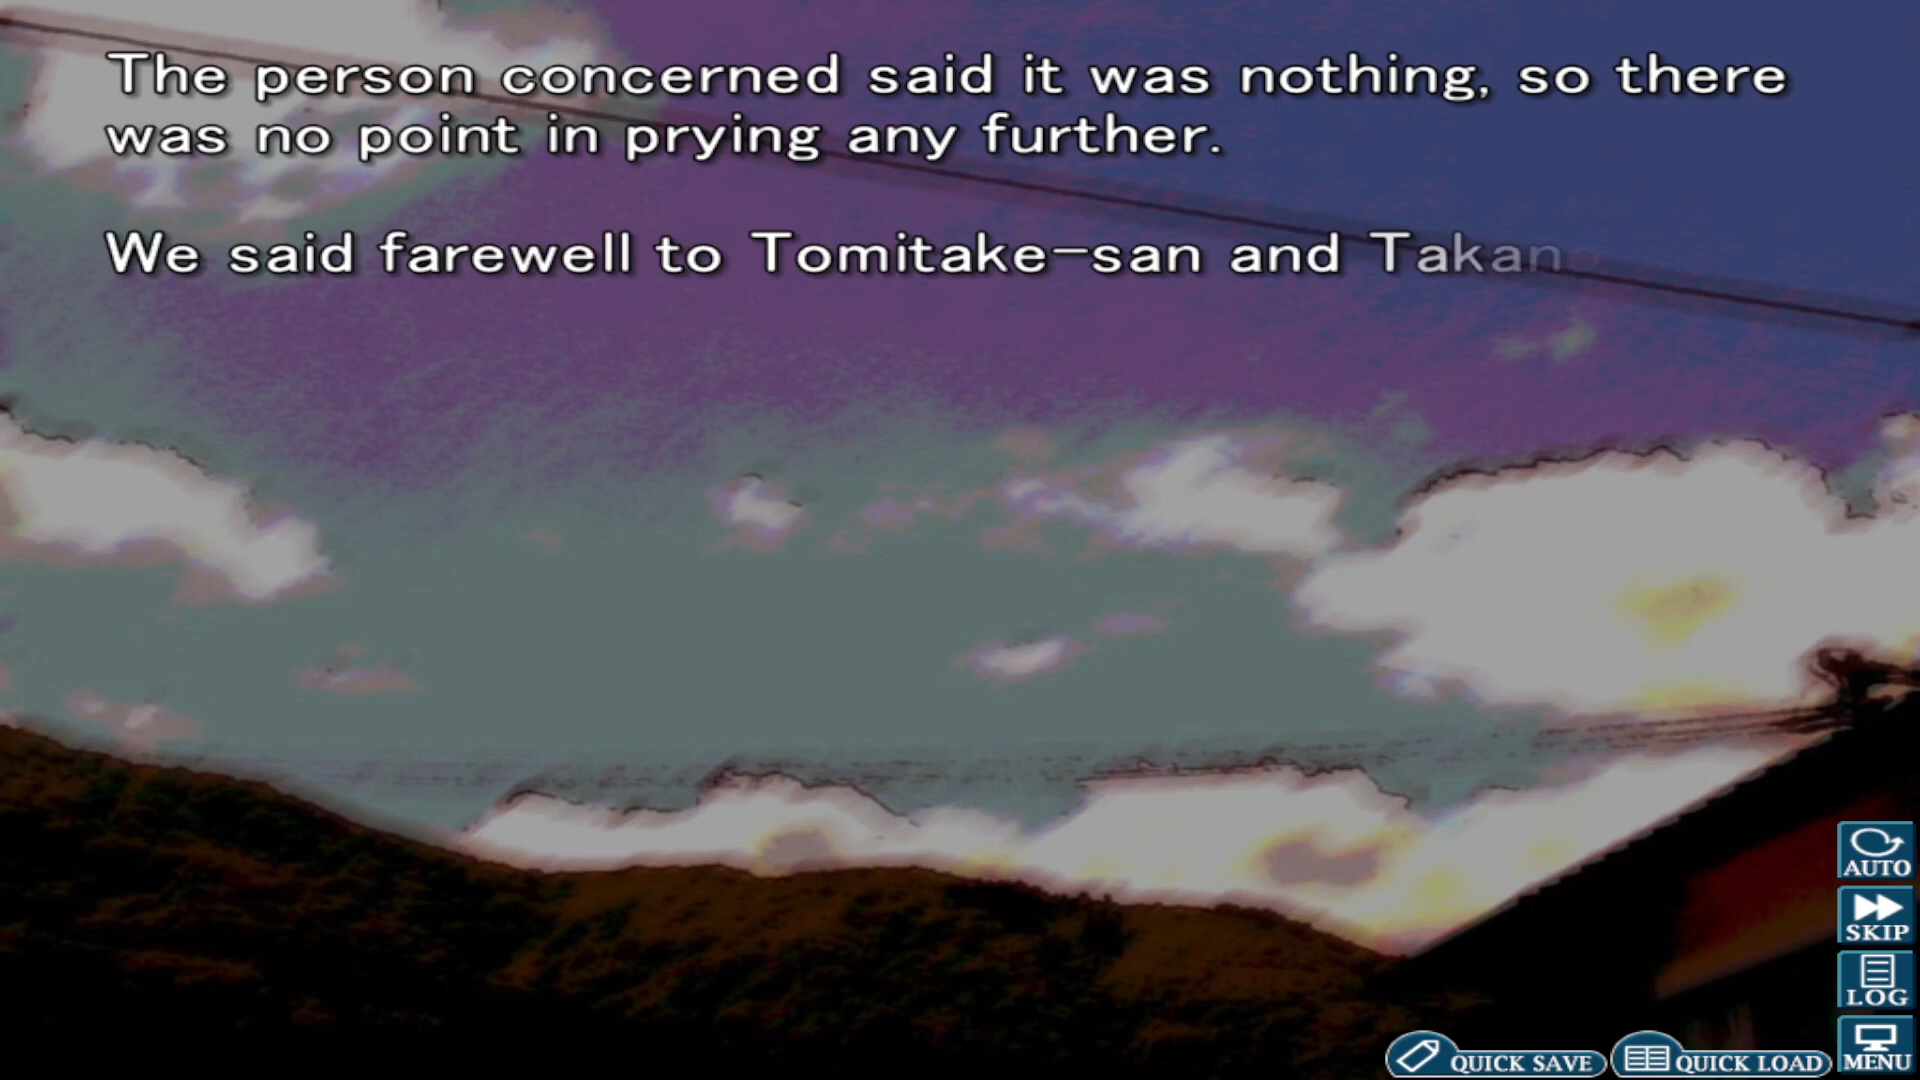 The person concerned said it was nothing, so there
was no point in prying any further.
We said farewell to Tomitake-san and Takano
AUTO
SKIP
LOG
MENU
QUICK SAVE
QUICK LOAD